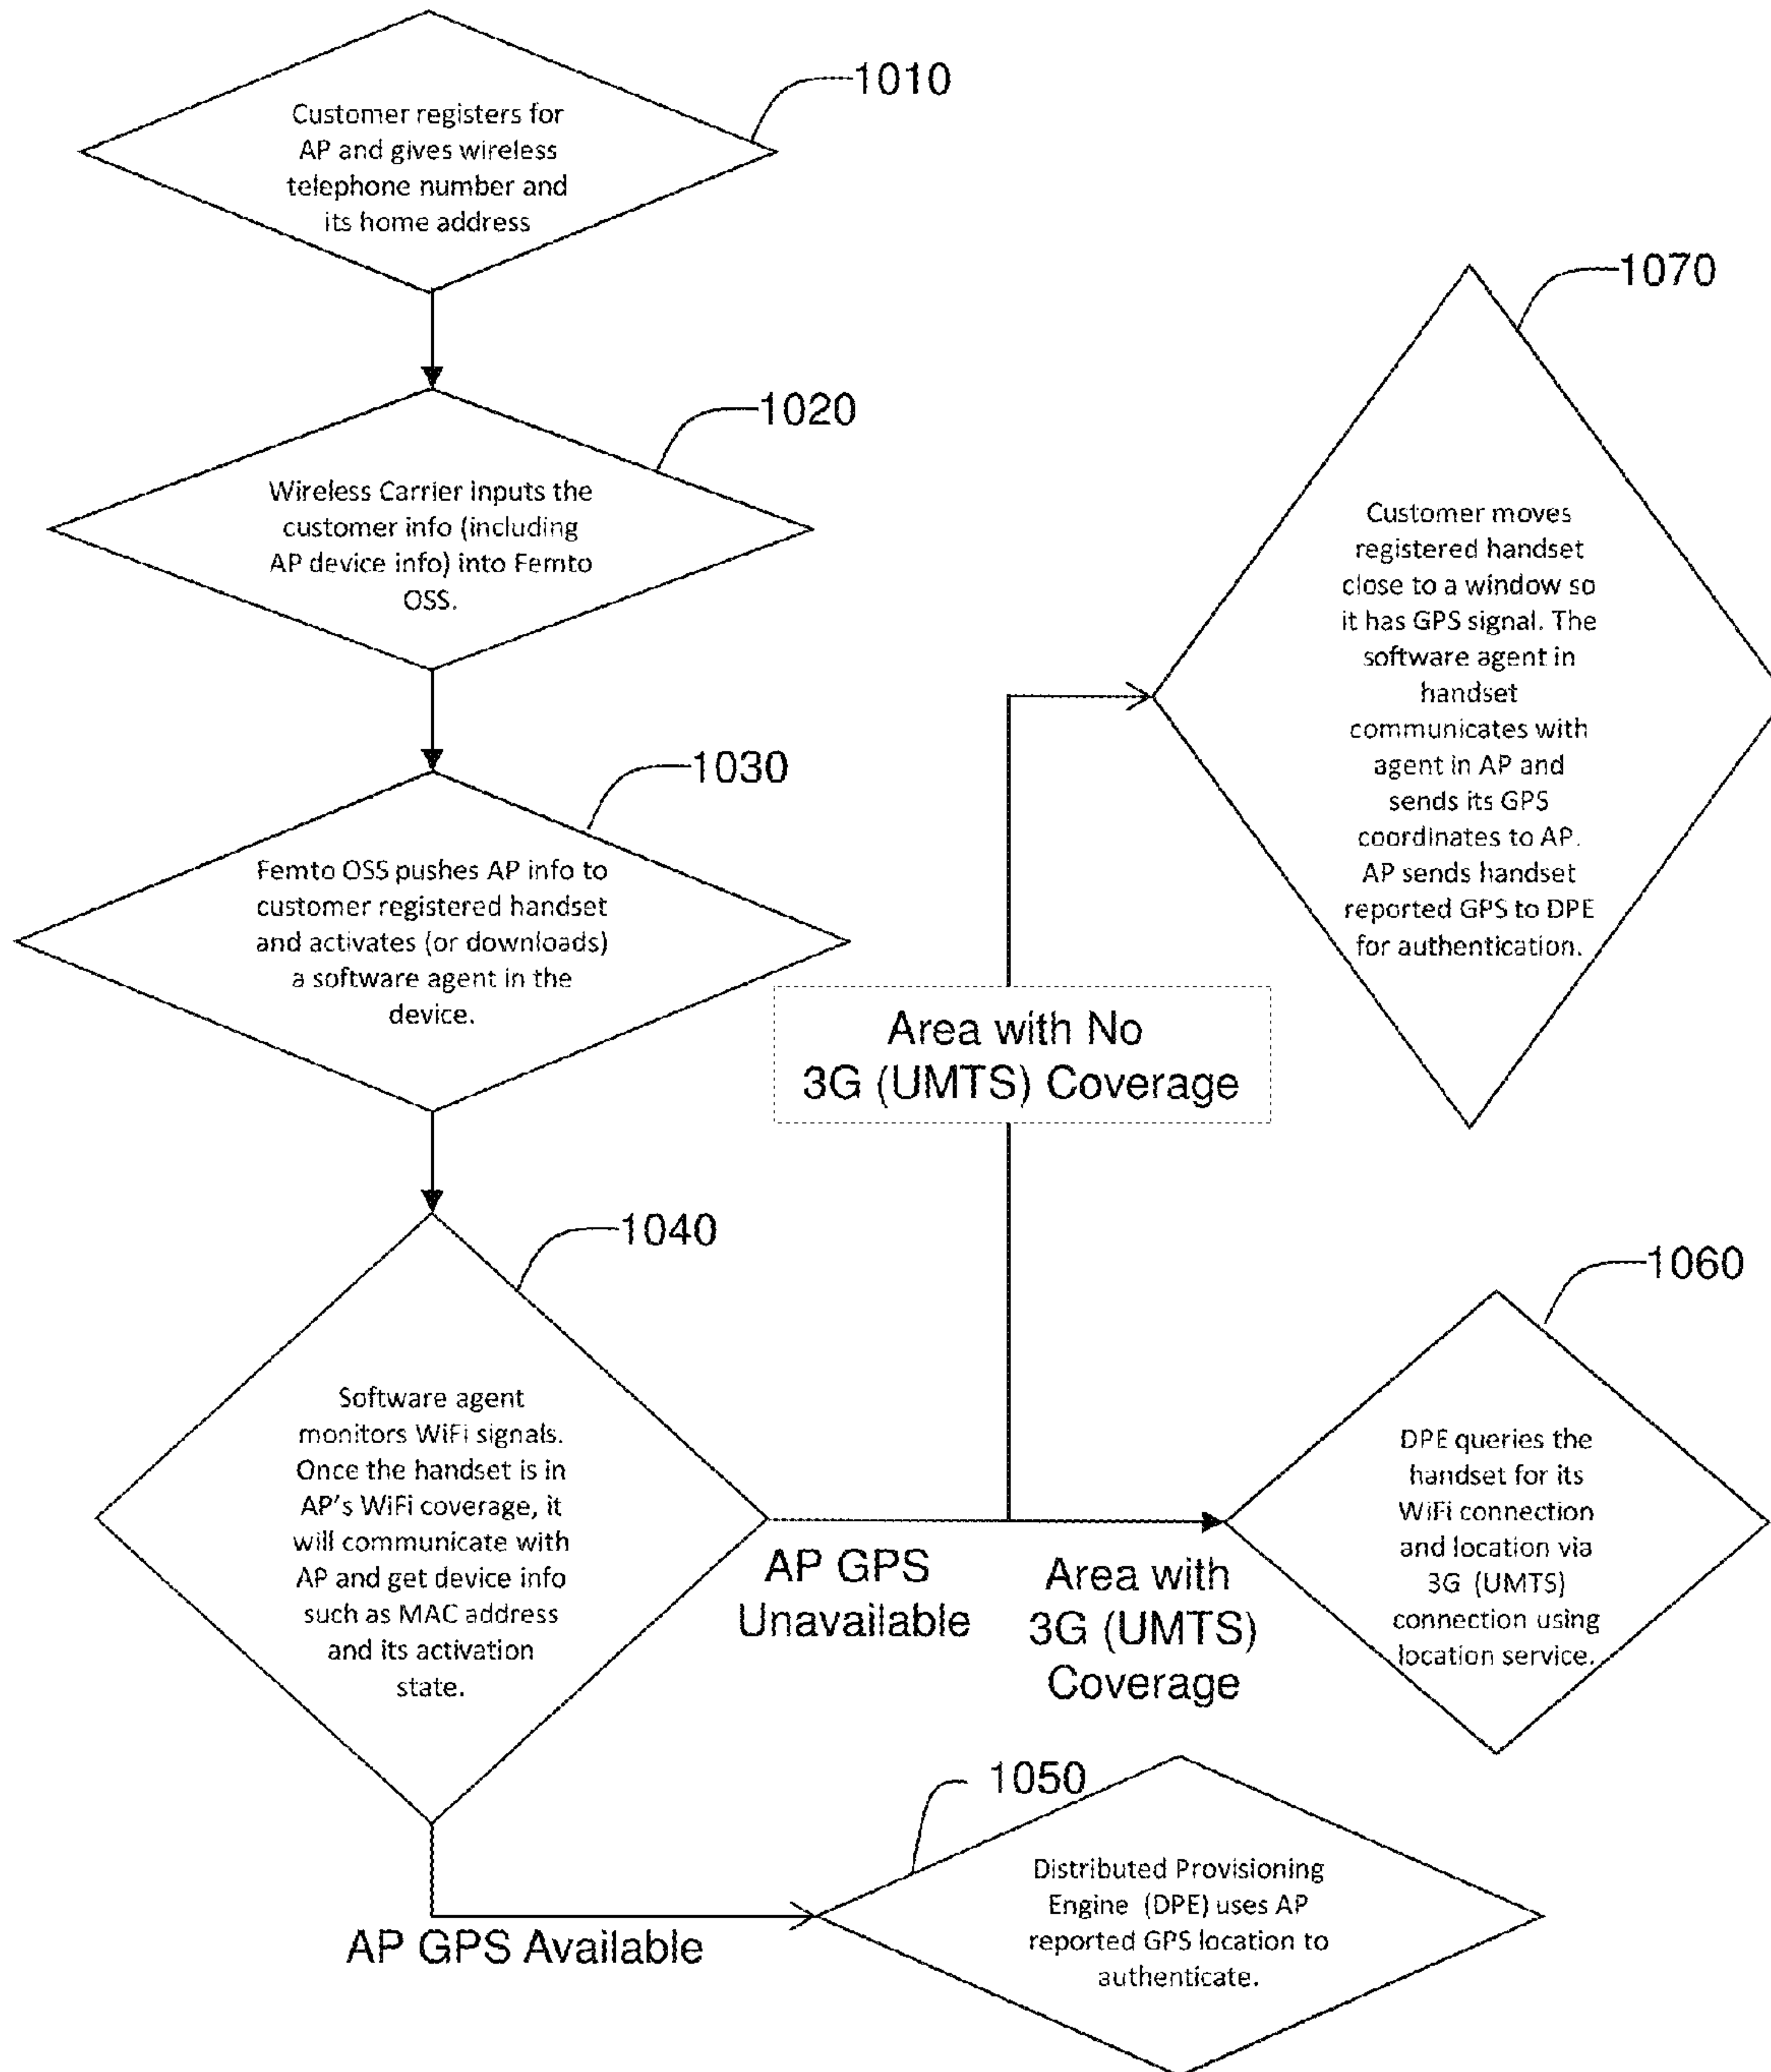 1010
Customer registers for
AP and gives wireless
telephone number and
its home address
1020
Wireless Carrier inputs the
customer info (including
AP device info) into Femto
OSS.
1030
Femto OSS pushes AP info to
customer registered handset
and activates (or downloads)
a software agent in the
device.
1040
Software agent
monitors WiFi signals.
Once the handset is in
AP's WiFi coverage, it
will communicate with
AP and get device info
such as MAC address
and its activation
state.
AP GPS
Unavailable
Area with No
3G (UMTS) Coverage
1070
Customer moves
registered handset
close to a window so
it has GPS signal. The
software agent in
handset
communicates with
agent in AP and
sends its GPS
coordinates to AP.
AP sends handset
reported GPS to DPE
for authentication.
Area with
3G (UMTS)
Coverage
1060
DPE queries the
handset for its
WiFi connection
and location via
3G (UMTS)
connection using
location service.
AP GPS Available
1050
Distributed Provisioning
Engine (DPE) uses AP
reported GPS location to
authenticate.